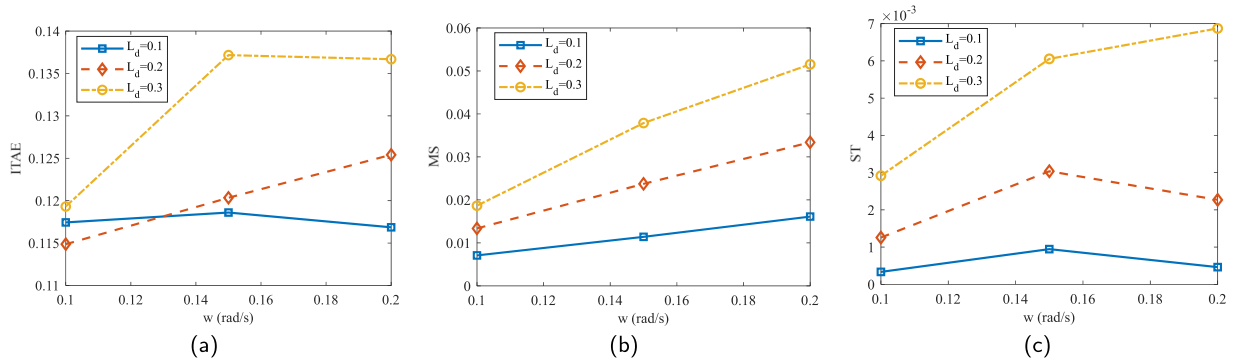 0.14
0.135
0.13
0.125
0.12
0.115
0.11
ITAE
L_d=0.1
L_d=0.2
L_d=0.3
0.1 0.12 0.14 0.16 0.18 0.2
w (rad/s)
(a)
0.06
0.05
0.04
0.03
0.02
0.01
0
MS
L_d=0.1
L_d=0.2
L_d=0.3
0.1 0.12 0.14 0.16 0.18 0.2
w (rad/s)
(b)
×10^-3
7
6
5
4
3
2
1
0
ST
L_d=0.1
L_d=0.2
L_d=0.3
0.1 0.12 0.14 0.16 0.18 0.2
w (rad/s)
(c)